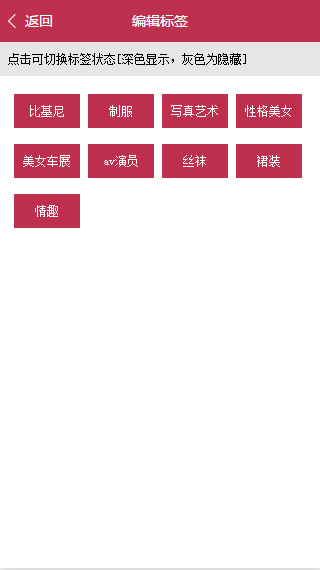 返回 编辑标签
点击可切换标签状态[深色显示，灰色为隐藏]
比基尼 制服 写真艺术 性格美女
美女车展 av演员 丝袜 裙装
情趣